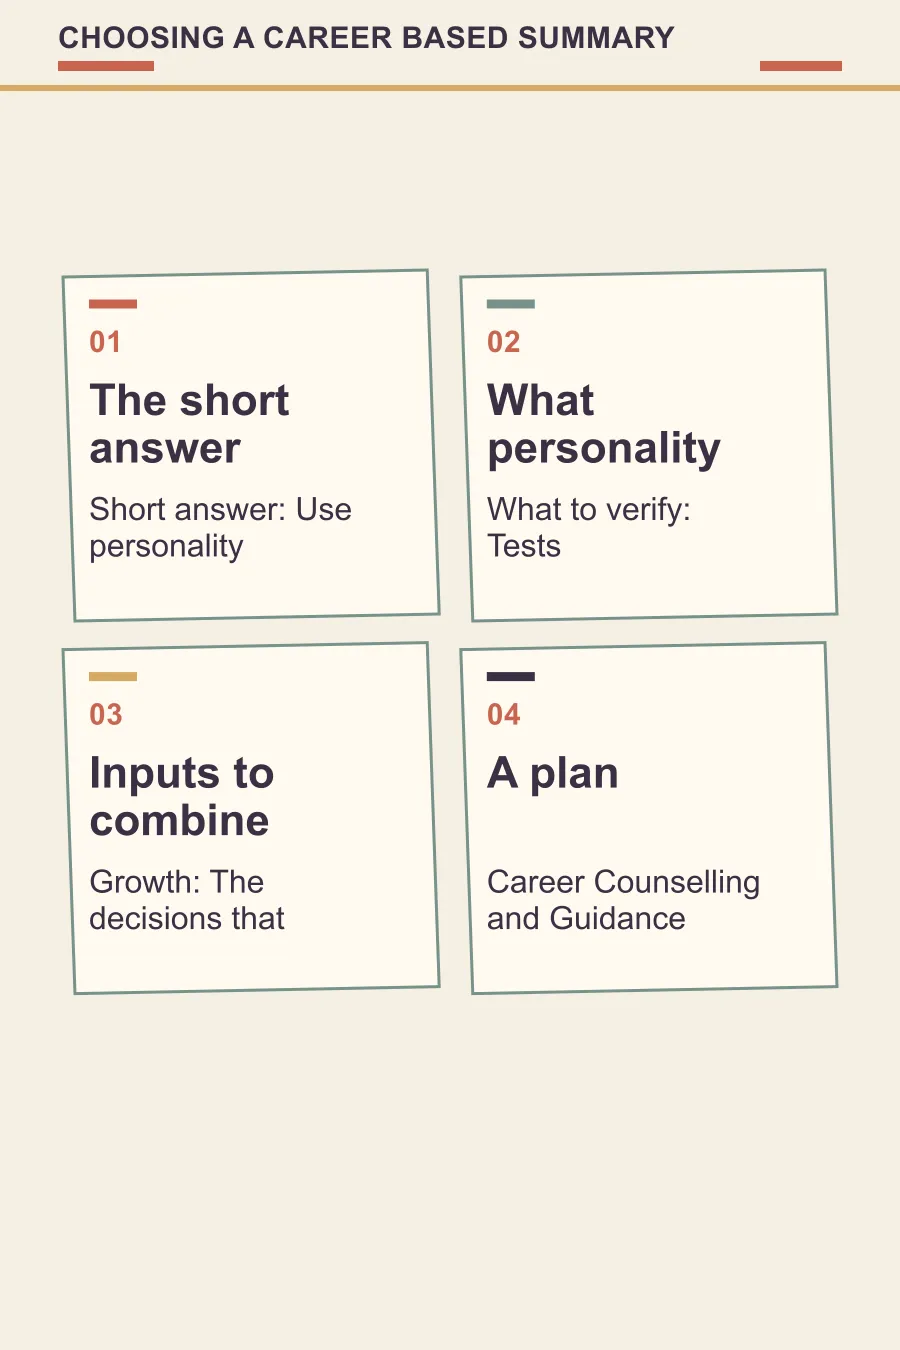 CHOOSING A CAREER BASED SUMMARY
01
The short
answer
Short answer: Use
personality
02
What
personality
What to verify:
Tests
03
Inputs to
combine
Growth: The
decisions that
04
A plan
Career Counselling
and Guidance